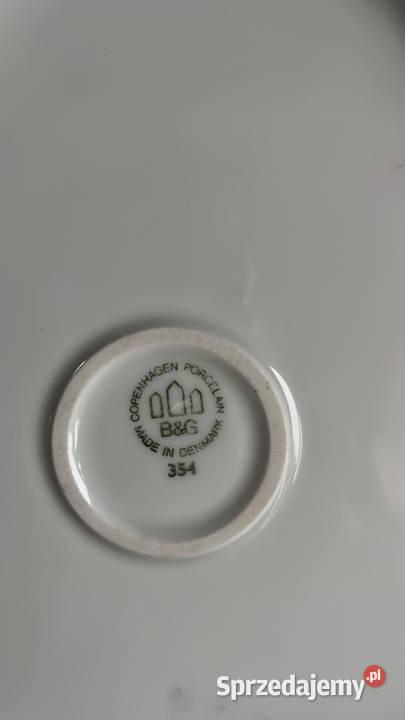 COPENHAGEN PORCELAIN
B&G
MADE IN DENMARK
354
Sprzedajemy.pl